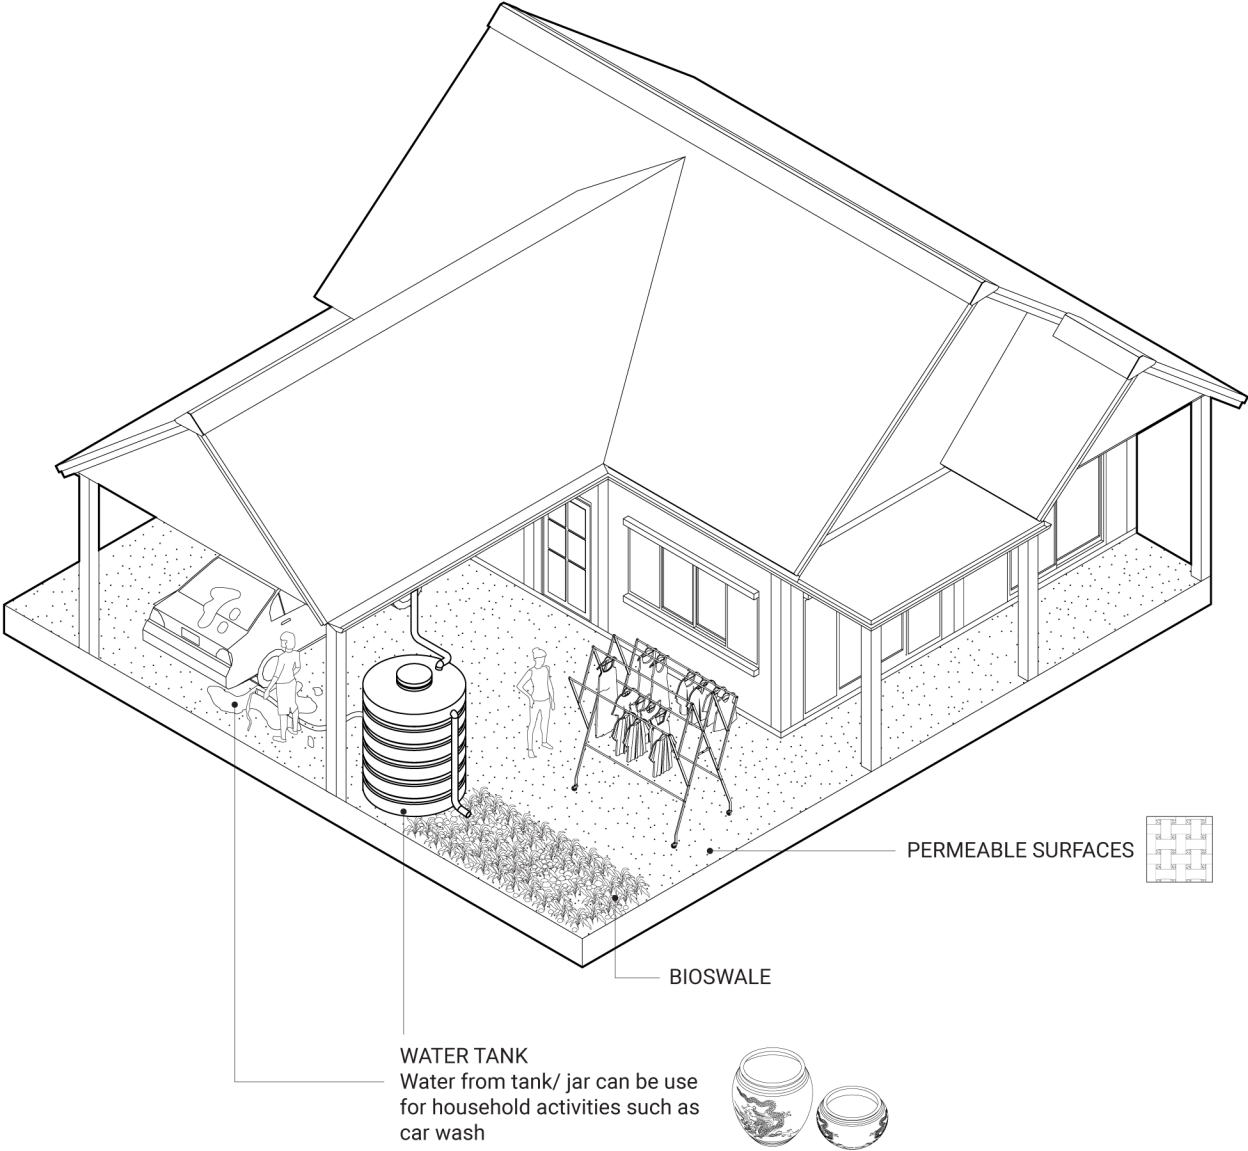 PERMEABLE SURFACES
BIOSWALE
WATER TANK
Water from tank/ jar can be use
for household activities such as
car wash